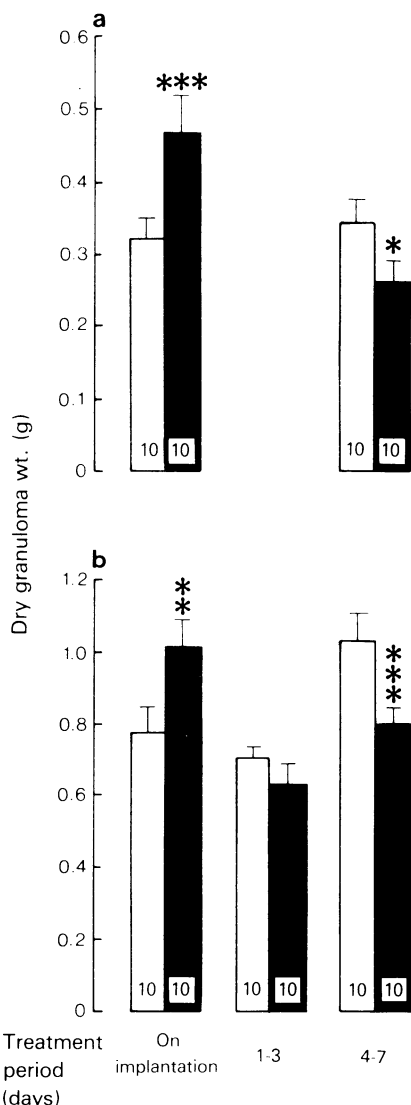 a
0.6
0.5
0.4
0.3
0.2
0.1
0
***
*
10 10 10 10
Dry granuloma wt. (g)
b
1.2
1.0
0.8
0.6
0.4
0.2
0
**
***
10 10 10 10 10 10
Treatment period (days)
On implantation
1-3
4-7